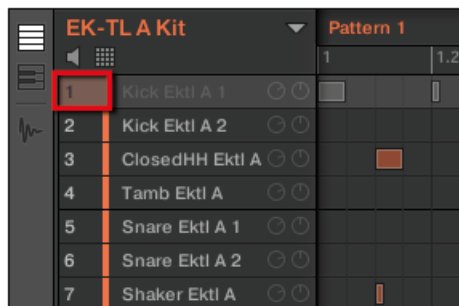 EK-TL A Kit
Pattern 1
1 1.2
1 Kick Ektl A 1
2 Kick Ektl A 2
3 ClosedHH Ektl A
4 Tamb Ektl A
5 Snare Ektl A 1
6 Snare Ektl A 2
7 Shaker Ektl A